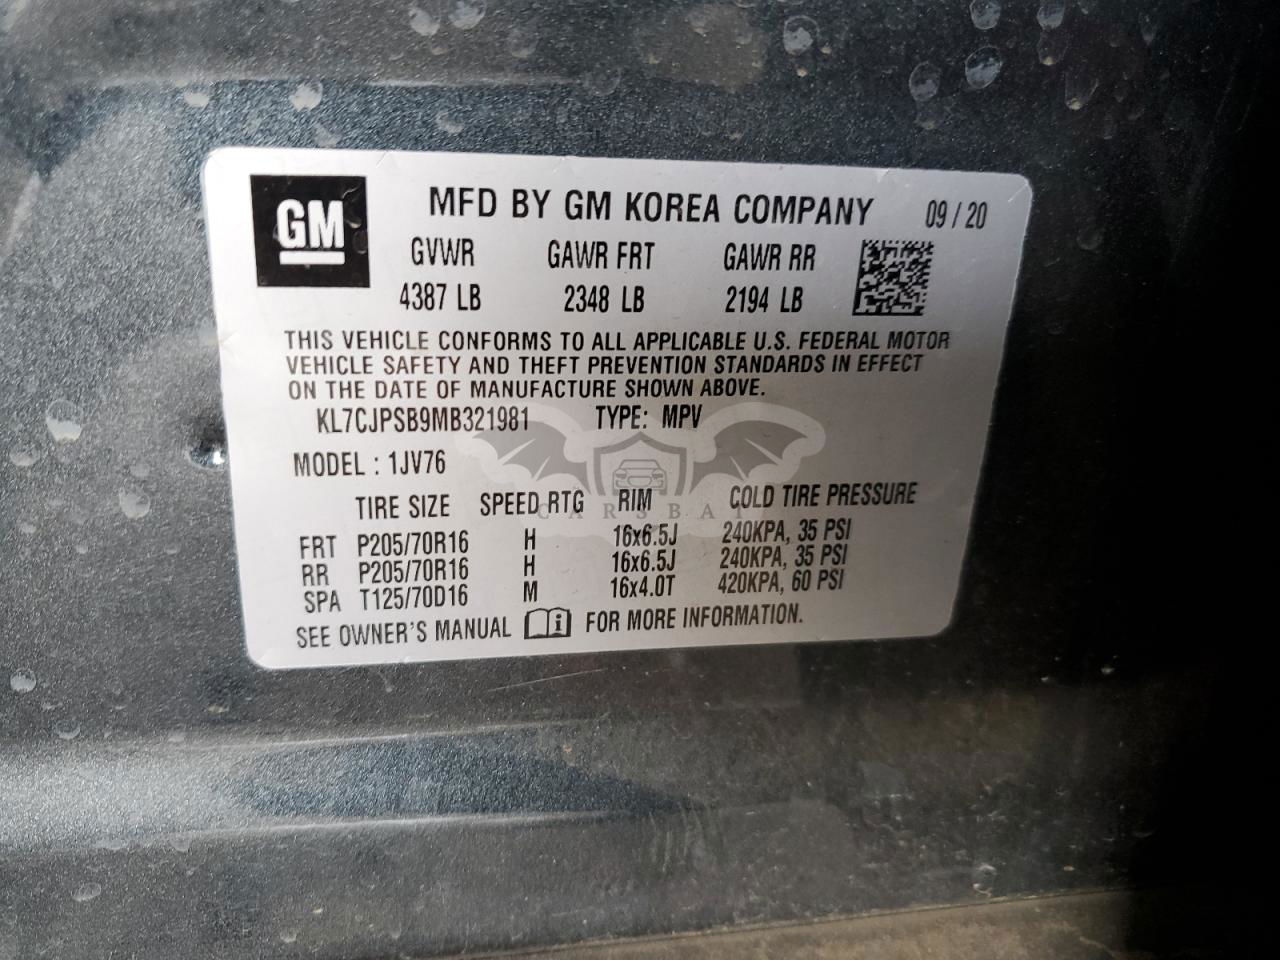 GM
MFD BY GM KOREA COMPANY 09 / 20
GVWR GAWR FRT GAWR RR
4387 LB 2348 LB 2194 LB
THIS VEHICLE CONFORMS TO ALL APPLICABLE U.S. FEDERAL MOTOR
VEHICLE SAFETY AND THEFT PREVENTION STANDARDS IN EFFECT
ON THE DATE OF MANUFACTURE SHOWN ABOVE.
KL7CJPSB9MB321981 TYPE: MPV
MODEL : 1JV76
TIRE SIZE SPEED RTG RIM COLD TIRE PRESSURE
CARSBAT
FRT P205/70R16 H 16x6.5J 240KPA, 35 PSI
RR P205/70R16 H 16x6.5J 240KPA, 35 PSI
SPA T125/70D16 M 16x4.0T 420KPA, 60 PSI
SEE OWNER'S MANUAL i FOR MORE INFORMATION.